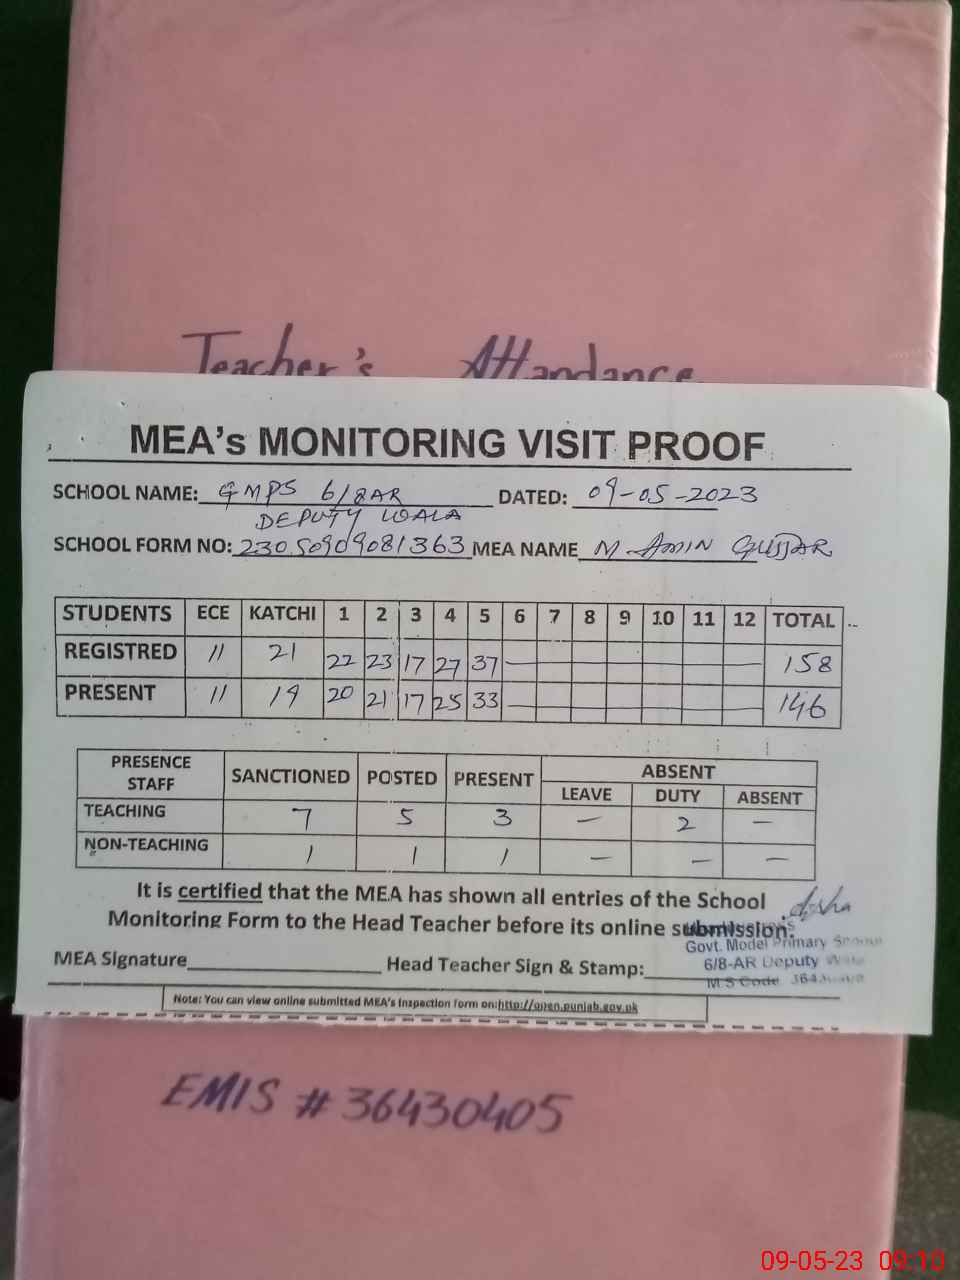 Teacher's Attandance
MEA's MONITORING VISIT PROOF
SCHOOL NAME: GMPS 6/8AR DATED: 09-05-2023
DEPUTY WALA
SCHOOL FORM NO: 23050909081363 MEA NAME M. AMIN GUJJAR
STUDENTS ECE KATCHI 1 2 3 4 5 6 7 8 9 10 11 12 TOTAL
REGISTRED 11 21 22 23 17 27 37 158
PRESENT 11 19 20 21 17 25 33 146
PRESENCE STAFF SANCTIONED POSTED PRESENT ABSENT
LEAVE DUTY ABSENT
TEACHING 7 5 3 — 2 —
NON-TEACHING 1 1 1 — — —
It is certified that the MEA has shown all entries of the School
Monitoring Form to the Head Teacher before its online submission.
Govt. Model Primary School
MEA Signature Head Teacher Sign & Stamp:
6/8-AR Deputy
M S Code
Note: You can view online submitted MEA's Inspection form on:http://open.punjab.gov.pk
EMIS # 36430405
09-05-23 09:10